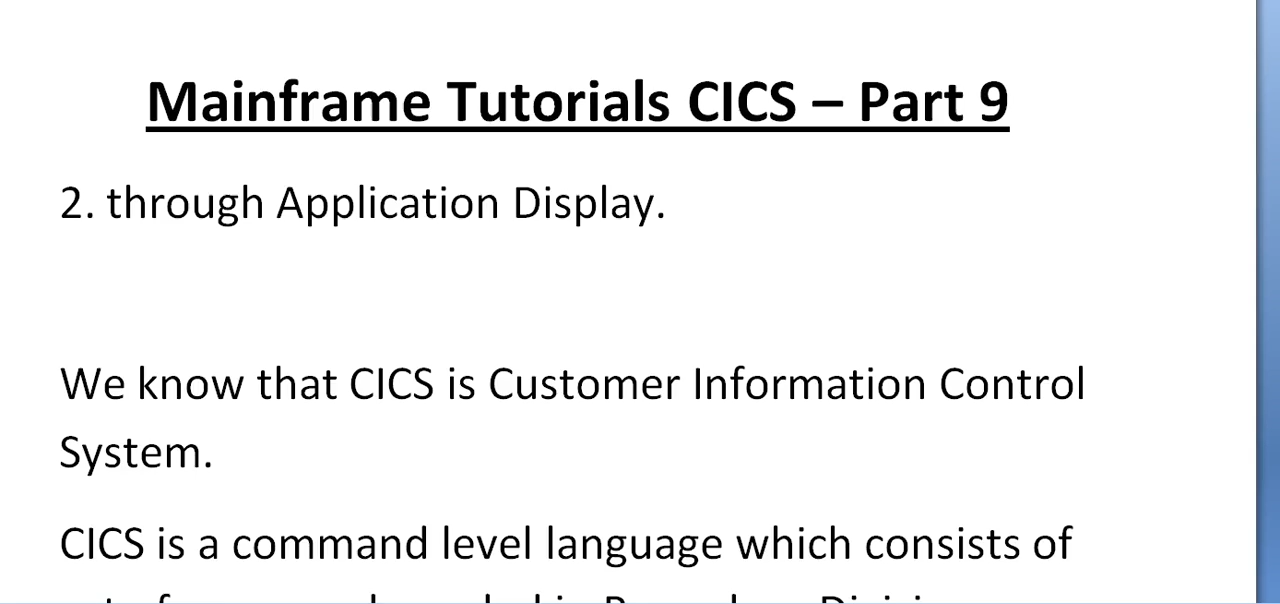 Mainframe Tutorials CICS – Part 9
2. through Application Display.
We know that CICS is Customer Information Control
System.
CICS is a command level language which consists of